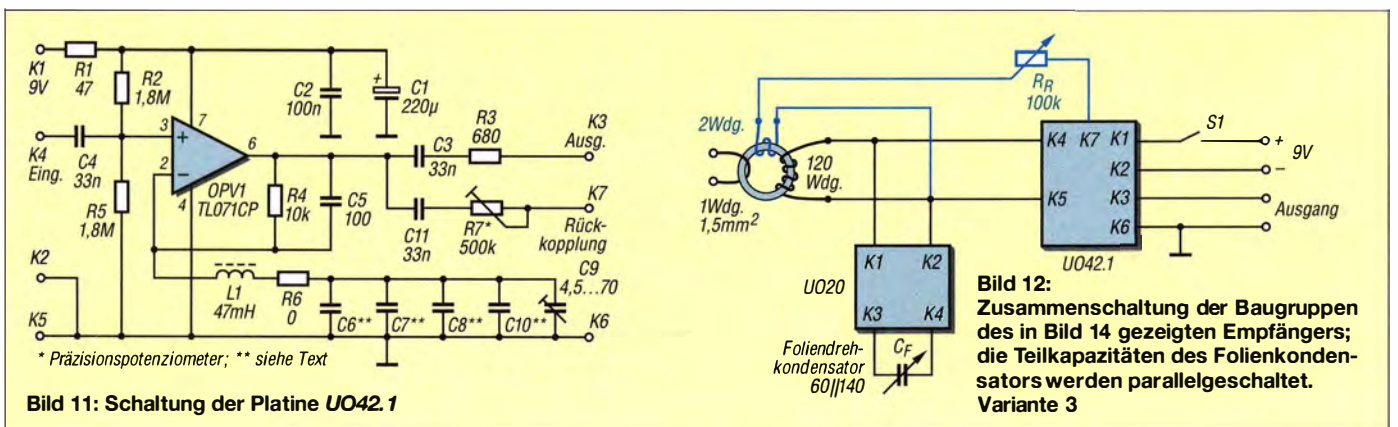 K1
9V
R1
47
R2
1,8M
C2
100n
+
C1
220µ
K4
Eing.
C4
33n
3
+
2
–
7
4
6
OPV1
TL071CP
R5
1,8M
R4
10k
C5
100
C3
33n
R3
680
K3
Ausg.
C11
33n
R7*
500k
K7
Rück-
kopplung
K2
K5
L1
47mH
R6
0
C6**
C7**
C8**
C10**
C9
4,5...70
K6
* Präzisionspotenziometer; ** siehe Text
Bild 11: Schaltung der Platine UO42.1
RR
100k
2Wdg.
120
Wdg.
1Wdg.
1,5mm²
K4 K7 K1
K2
K5 K3
K6
UO42.1
S1
+
9V
–
Ausgang
K1 K2
UO20
K3 K4
Foliendreh-
kondensator
60||140
CF
Bild 12:
Zusammenschaltung der Baugruppen
des in Bild 14 gezeigten Empfängers;
die Teilkapazitäten des Folienkonden-
sators werden parallelgeschaltet.
Variante 3